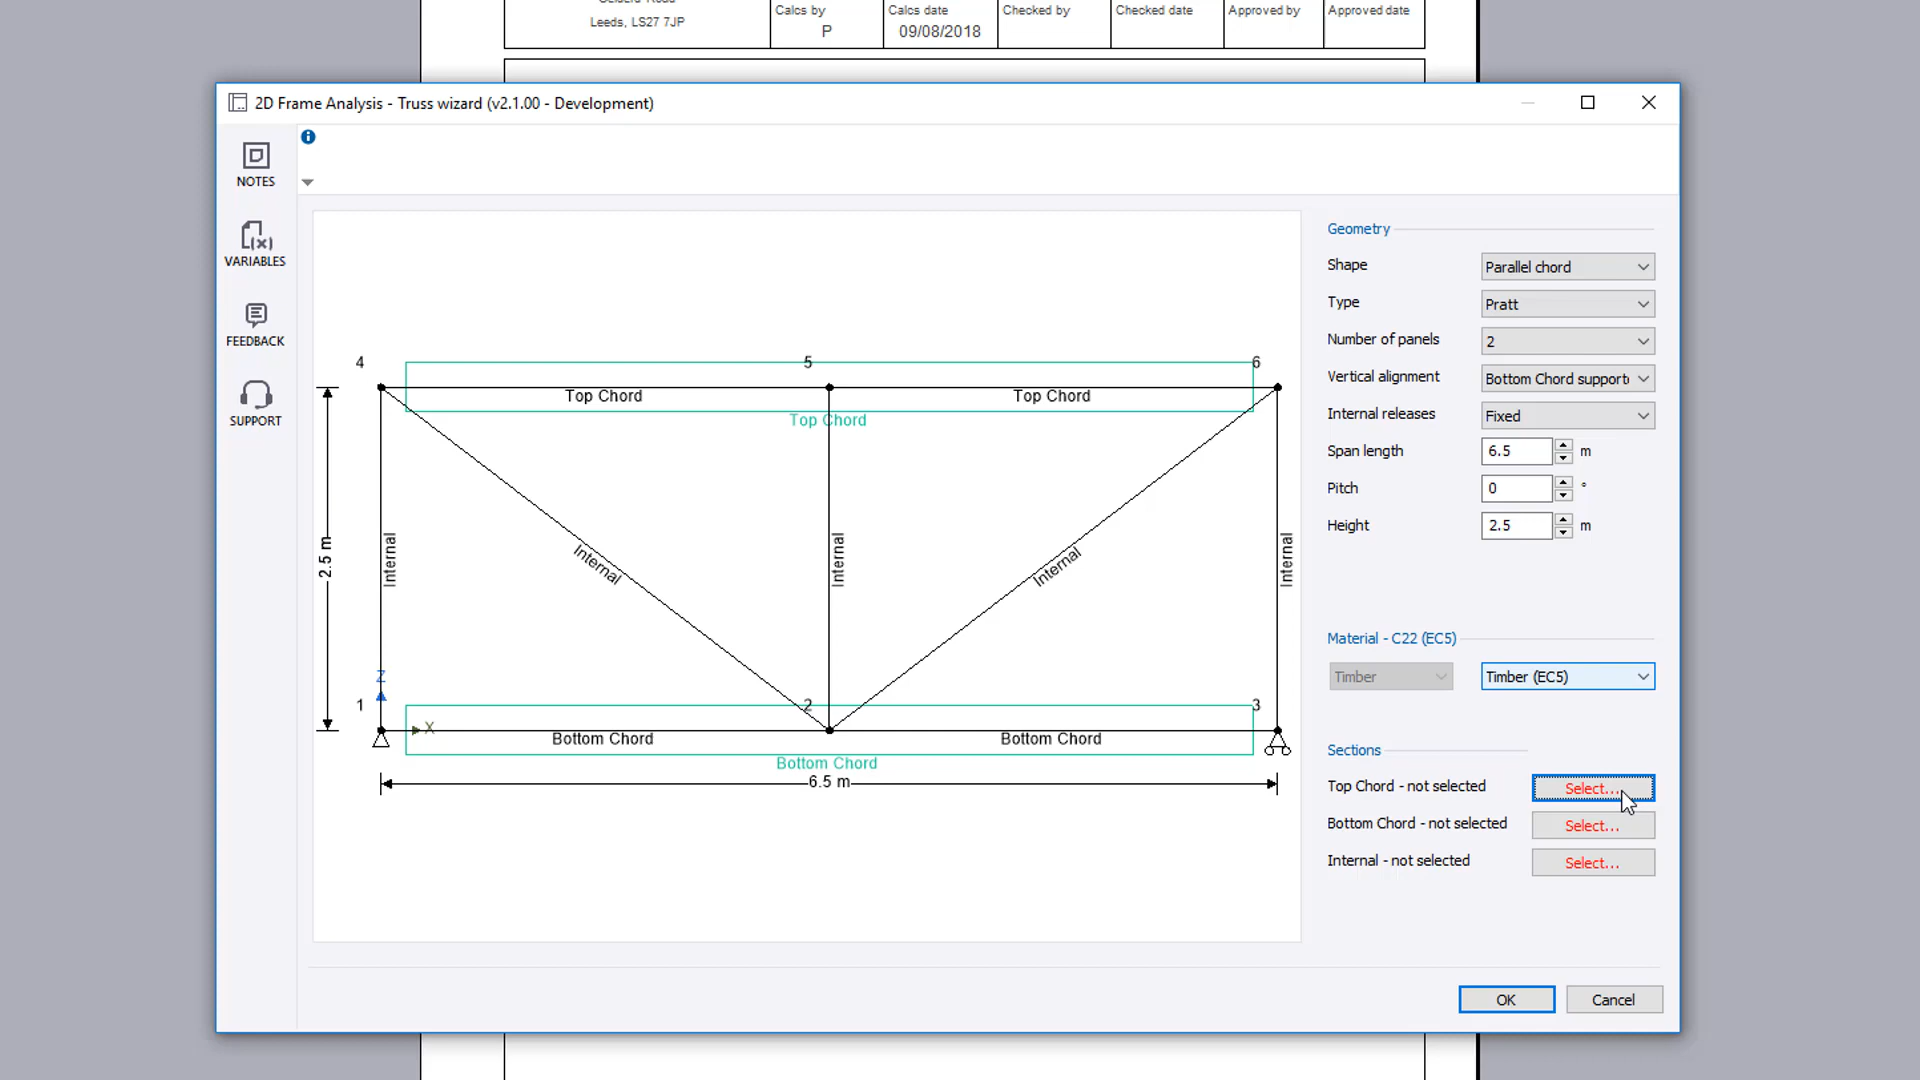 Leeds, LS27 7JP
Calcs by
Calcs date
Checked by
Checked date
Approved by
Approved date
P
09/08/2018
2D Frame Analysis - Truss wizard (v2.1.00 - Development)
NOTES
VARIABLES
FEEDBACK
SUPPORT
4
5
6
Top Chord
Top Chord
Top Chord
2.5 m
Internal
Internal
Internal
Internal
Internal
Z
1
2
3
X
Bottom Chord
Bottom Chord
Bottom Chord
6.5 m
Geometry
Shape
Parallel chord
Type
Pratt
Number of panels
2
Vertical alignment
Bottom Chord support
Internal releases
Fixed
Span length
6.5
m
Pitch
0
°
Height
2.5
m
Material - C22 (EC5)
Timber
Timber (EC5)
Sections
Top Chord - not selected
Select...
Bottom Chord - not selected
Select...
Internal - not selected
Select...
OK
Cancel